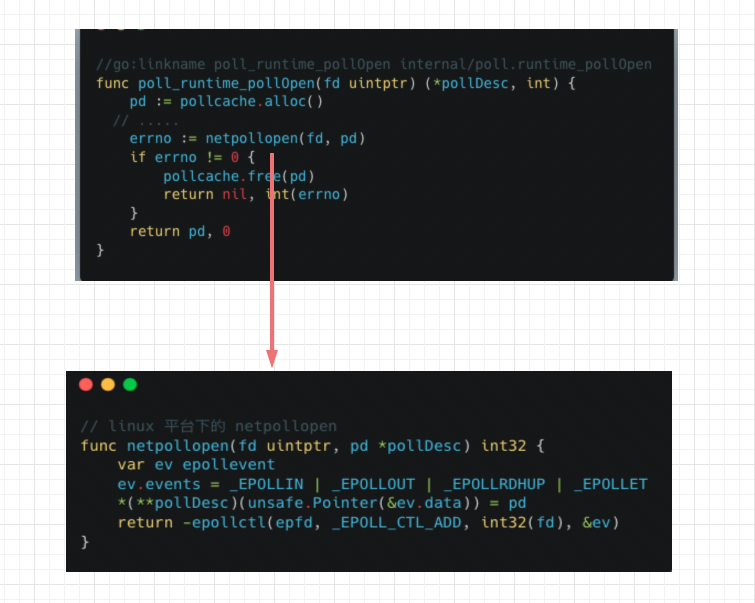 //go:linkname poll_runtime_pollOpen internal/poll.runtime_pollOpen
func poll_runtime_pollOpen(fd uintptr) (*pollDesc, int) {
    pd := pollcache.alloc()
  // .....
    errno := netpollopen(fd, pd)
    if errno != 0 {
        pollcache.free(pd)
        return nil, int(errno)
    }
    return pd, 0
}
// linux 平台下的 netpollopen
func netpollopen(fd uintptr, pd *pollDesc) int32 {
    var ev epollevent
    ev.events = _EPOLLIN | _EPOLLOUT | _EPOLLRDHUP | _EPOLLET
    *(**pollDesc)(unsafe.Pointer(&ev.data)) = pd
    return -epollctl(epfd, _EPOLL_CTL_ADD, int32(fd), &ev)
}